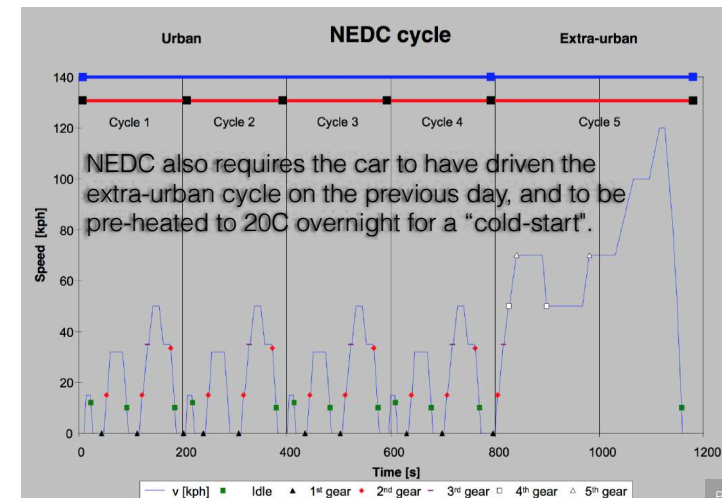 NEDC cycle
Urban
Extra-urban
140
120
100
80
60
40
20
0
Speed [kph]
Cycle 1
Cycle 2
Cycle 3
Cycle 4
Cycle 5
NEDC also requires the car to have driven the
extra-urban cycle on the previous day, and to be
pre-heated to 20C overnight for a “cold-start".
0 200 400 600 800 1000 1200
Time [s]
v [kph] Idle 1st gear 2nd gear 3rd gear 4th gear 5th gear